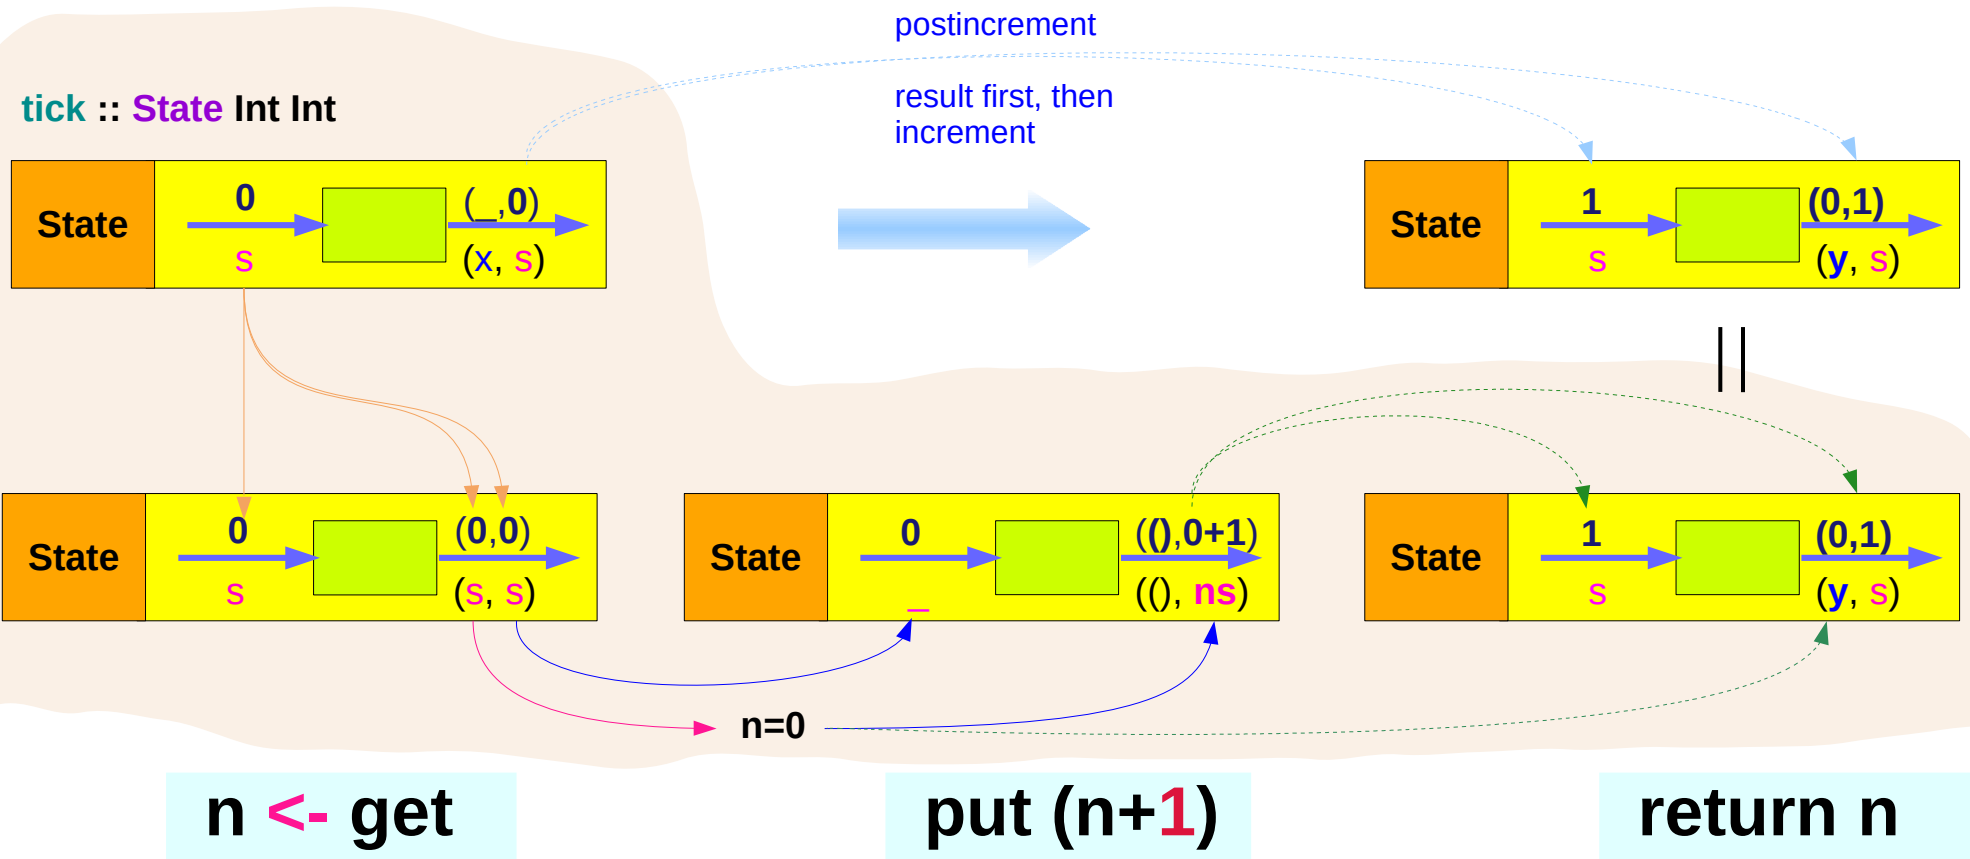 postincrement
result first, then
increment
tick :: State Int Int
State
0
s
(_,0)
(x, s)
State
1
s
(0,1)
(y, s)
||
State
0
s
(0,0)
(s, s)
State
0
_
((),0+1)
((), ns)
State
1
s
(0,1)
(y, s)
n=0
n <- get
put (n+1)
return n